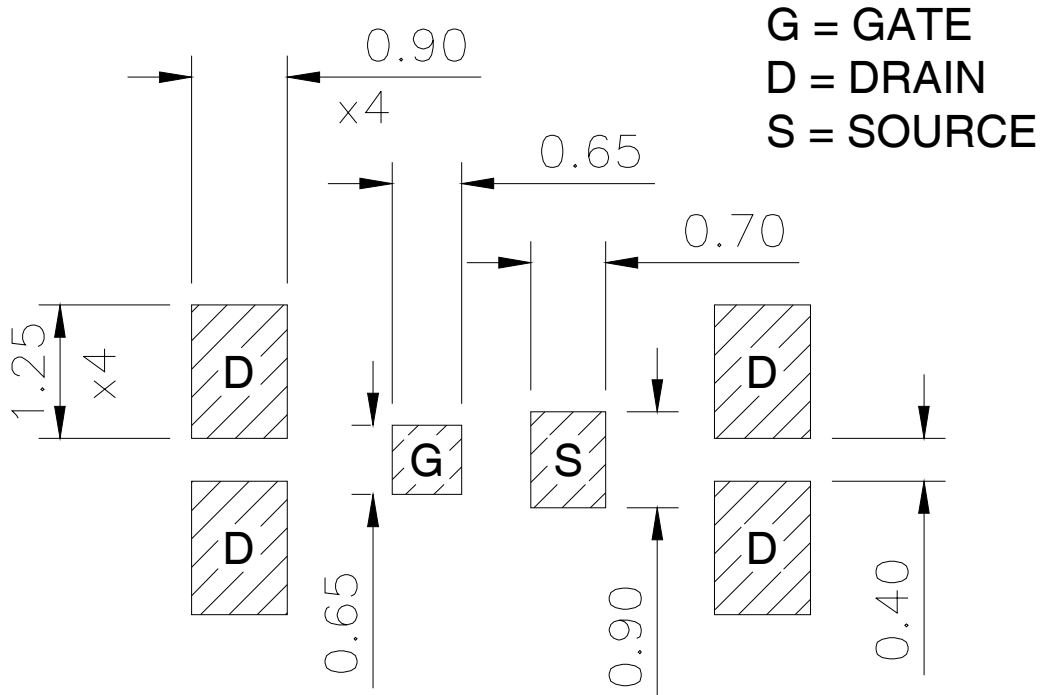 G = GATE
D = DRAIN
S = SOURCE
0.90
x4
0.65
0.70
1.25
x4
D
D
G
S
D
D
0.65
0.90
0.40